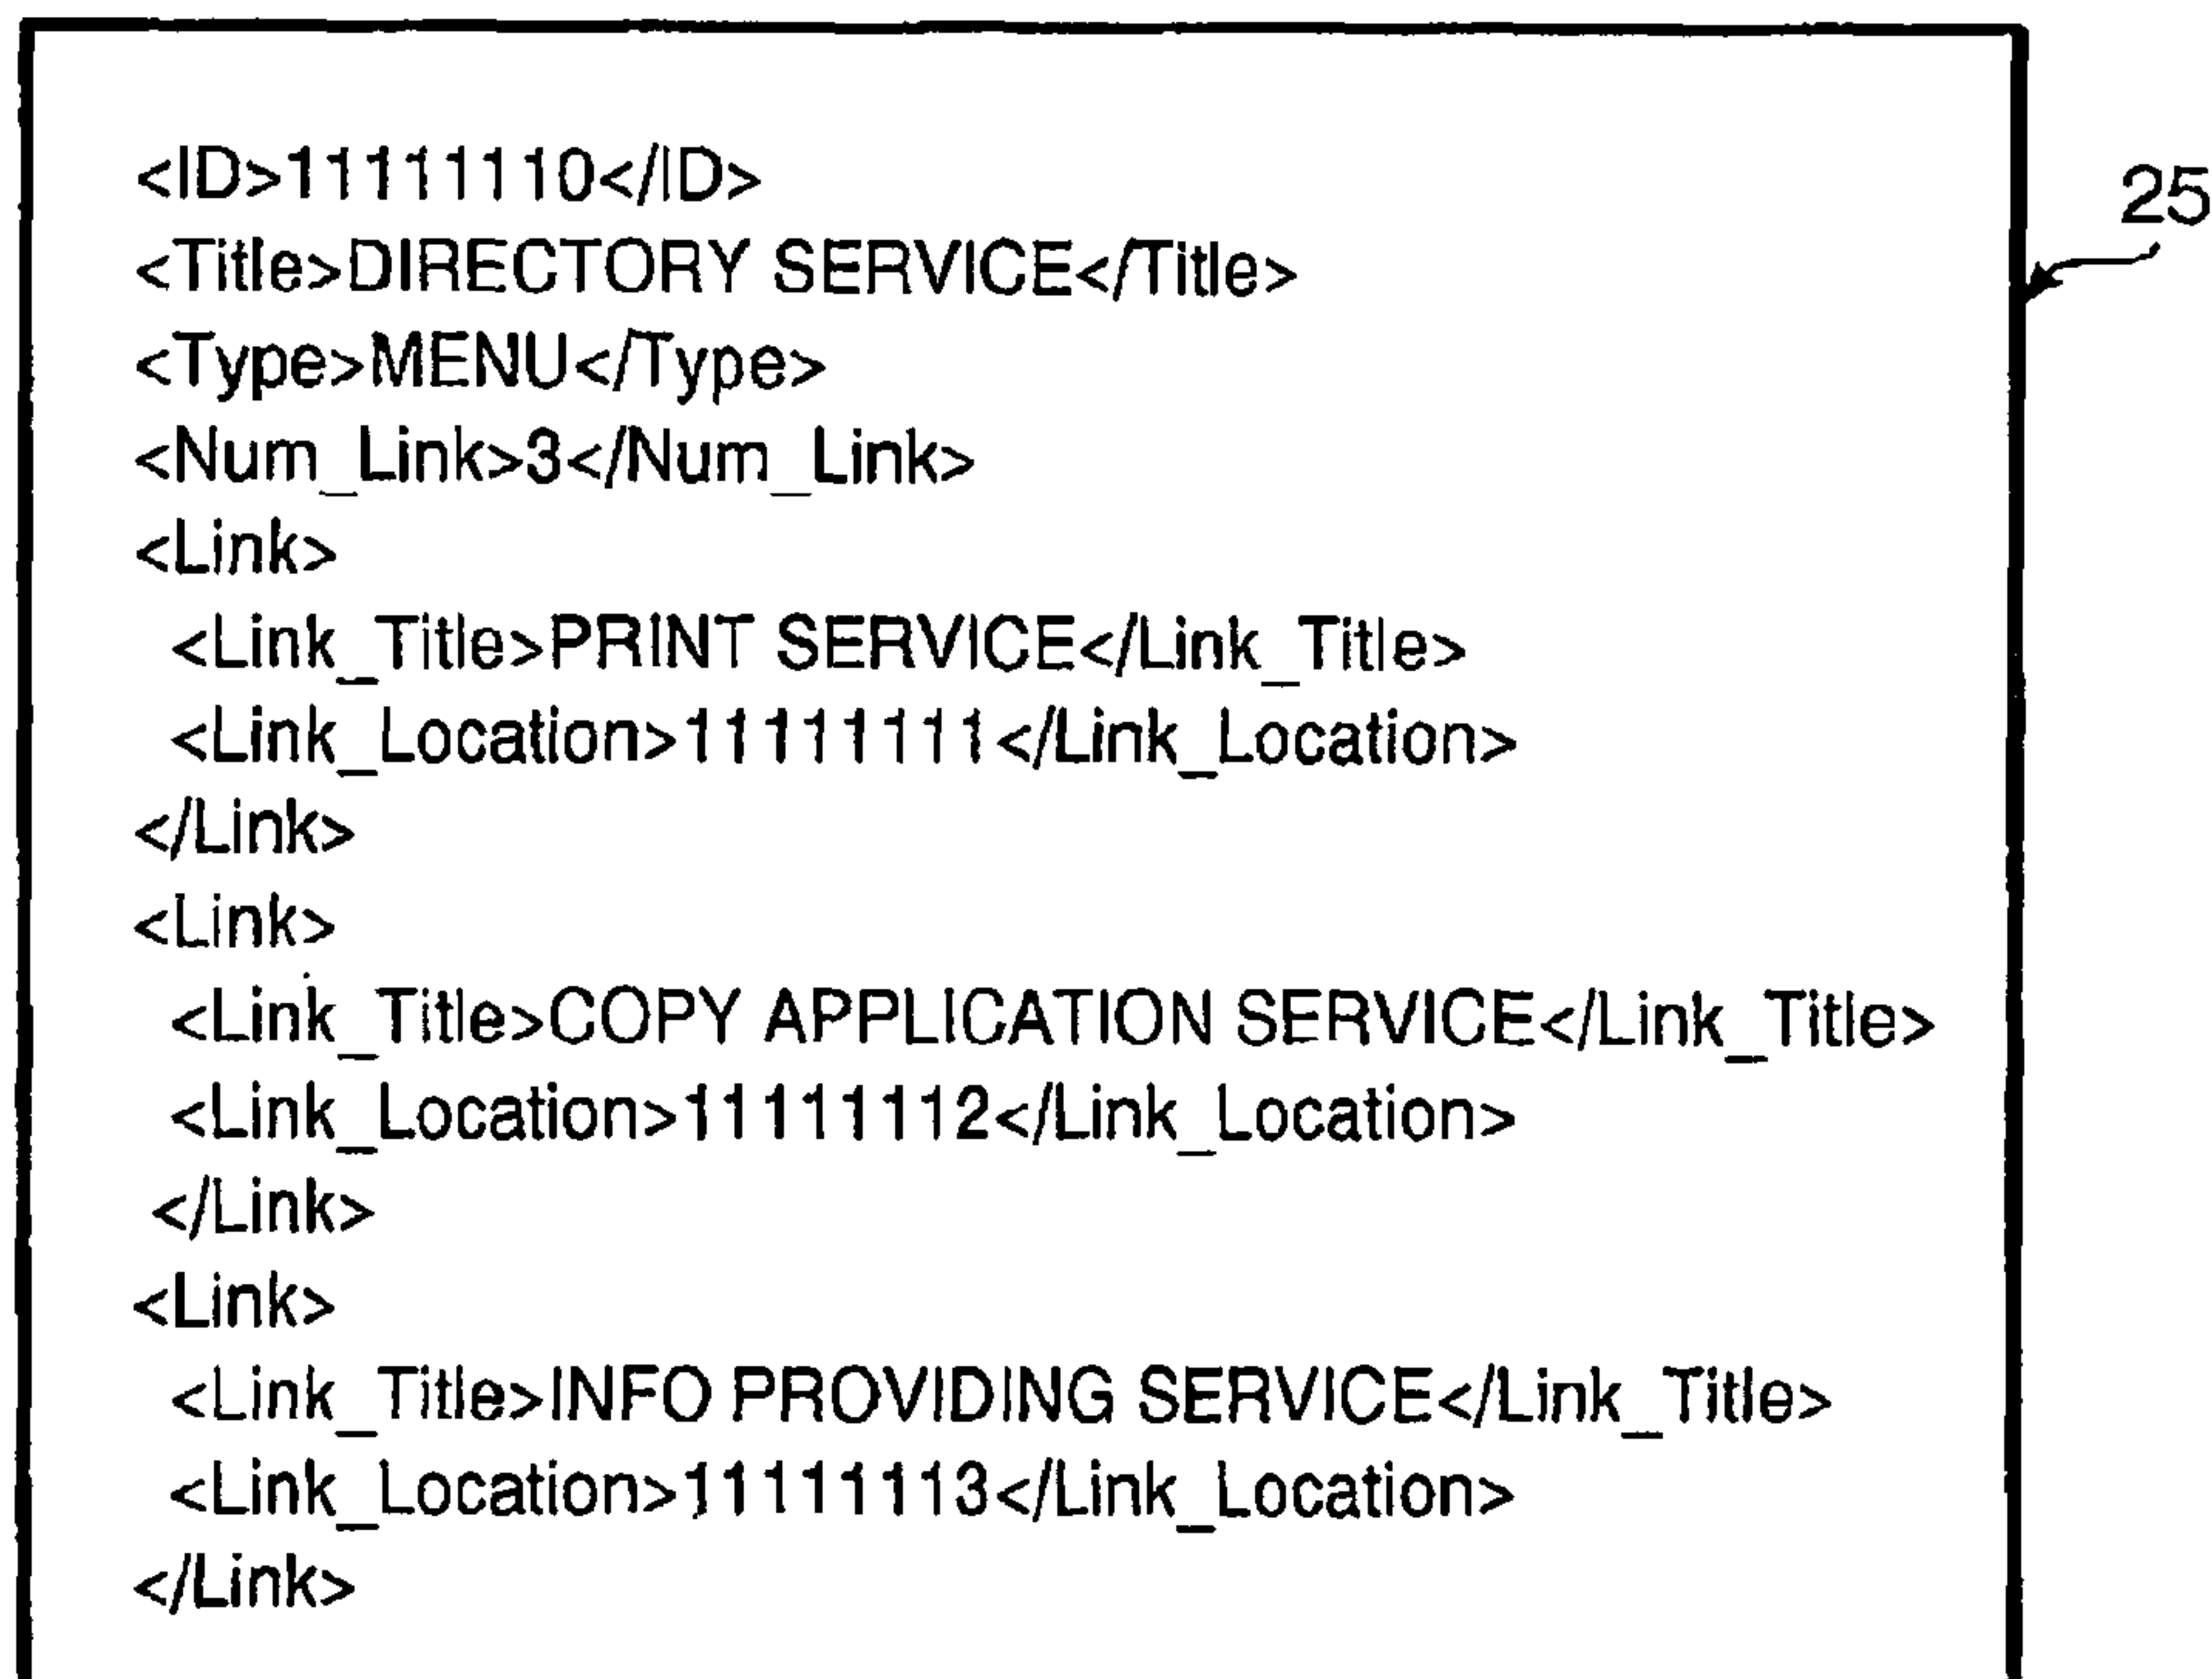 <ID>11111110</ID>
25
<Title>DIRECTORY SERVICE</Title>
<Type>MENU</Type>
<Num_Link>3</Num_Link>
<Link>
<Link_Title>PRINT SERVICE</Link_Title>
<Link_Location>11111111</Link_Location>
</Link>
<Link>
<Link_Title>COPY APPLICATION SERVICE</Link_Title>
<Link_Location>11111112</Link_Location>
</Link>
<Link>
<Link_Title>INFO PROVIDING SERVICE</Link_Title>
<Link_Location>11111113</Link_Location>
</Link>